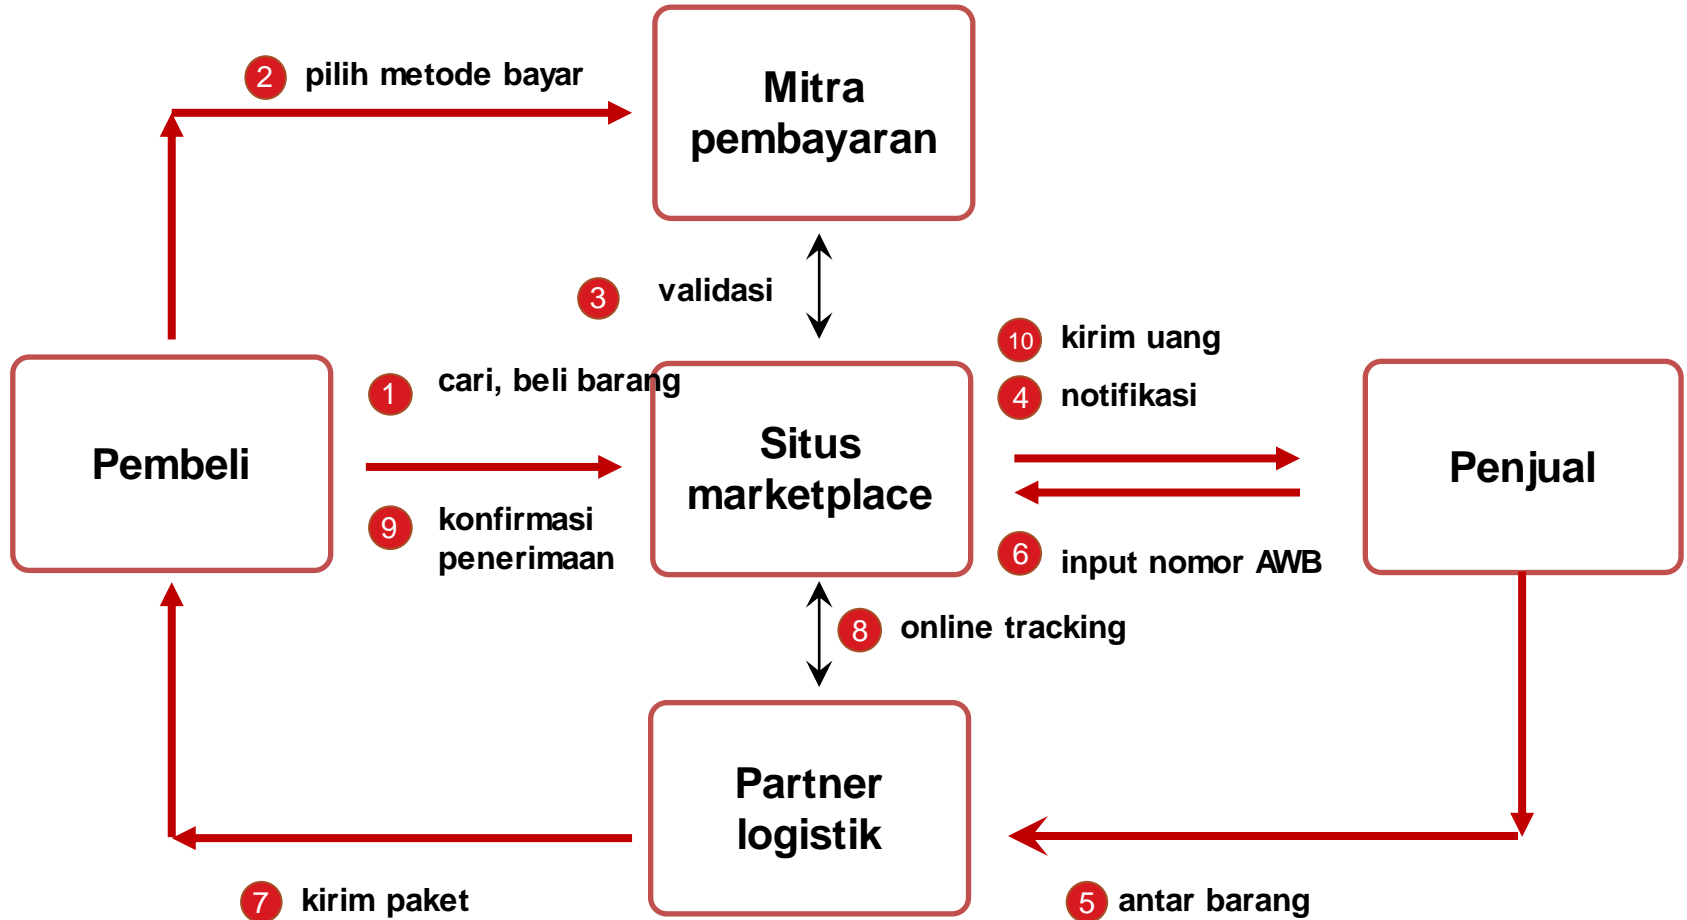 2 pilih metode bayar
Mitra
pembayaran
3 validasi
10 kirim uang
1 cari, beli barang
4 notifikasi
Pembeli
Situs
marketplace
Penjual
9 konfirmasi
penerimaan
6 input nomor AWB
8 online tracking
Partner
logistik
7 kirim paket
5 antar barang